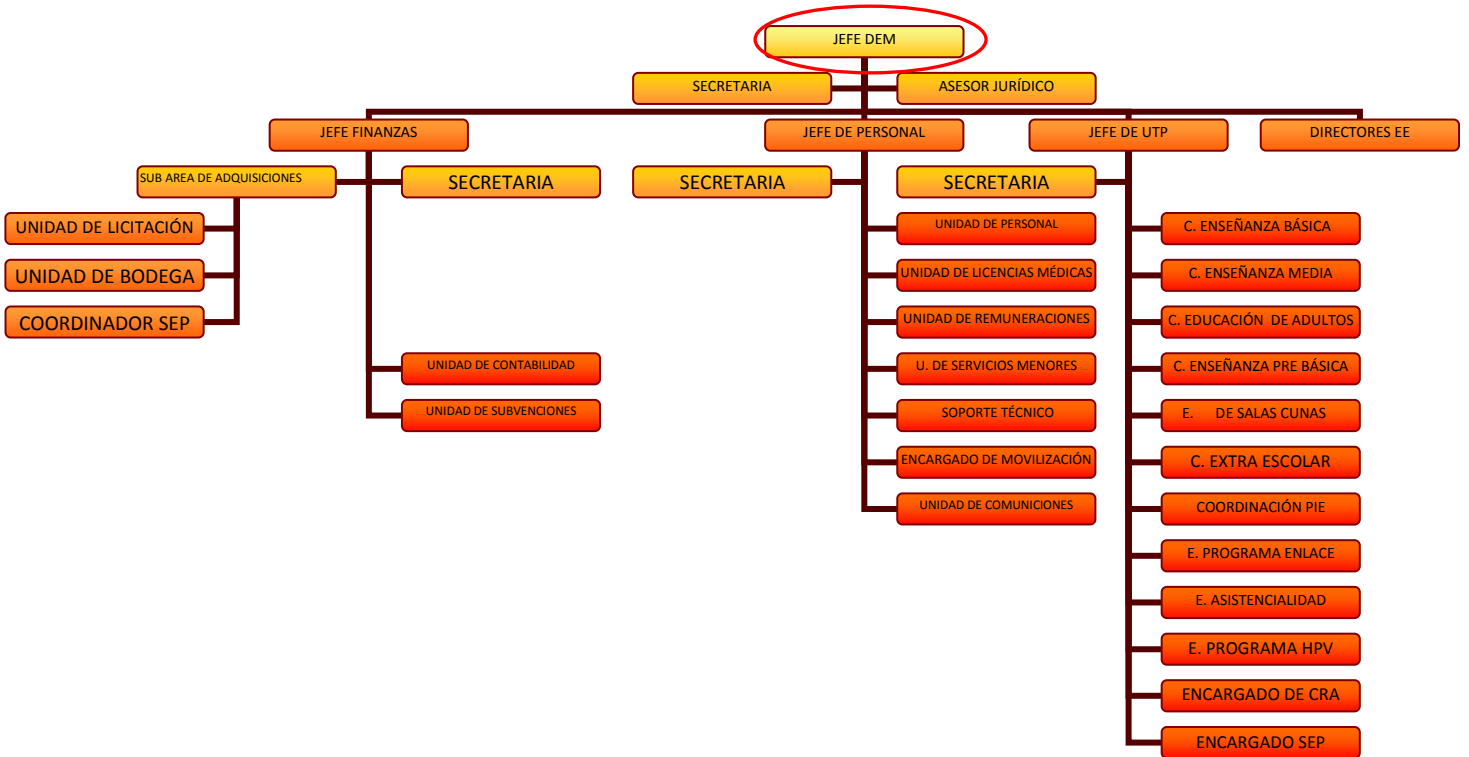 JEFE DEM
SECRETARIA
ASESOR JURÍDICO
JEFE FINANZAS
JEFE DE PERSONAL
JEFE DE UTP
DIRECTORES EE
SUB AREA DE ADQUISICIONES
SECRETARIA
SECRETARIA
SECRETARIA
UNIDAD DE LICITACIÓN
UNIDAD DE BODEGA
COORDINADOR SEP
UNIDAD DE CONTABILIDAD
UNIDAD DE SUBVENCIONES
UNIDAD DE PERSONAL
UNIDAD DE LICENCIAS MÉDICAS
UNIDAD DE REMUNERACIONES
U. DE SERVICIOS MENORES
SOPORTE TÉCNICO
ENCARGADO DE MOVILIZACIÓN
UNIDAD DE COMUNICIONES
C. ENSEÑANZA BÁSICA
C. ENSEÑANZA MEDIA
C. EDUCACIÓN DE ADULTOS
C. ENSEÑANZA PRE BÁSICA
E. DE SALAS CUNAS
C. EXTRA ESCOLAR
COORDINACIÓN PIE
E. PROGRAMA ENLACE
E. ASISTENCIALIDAD
E. PROGRAMA HPV
ENCARGADO DE CRA
ENCARGADO SEP